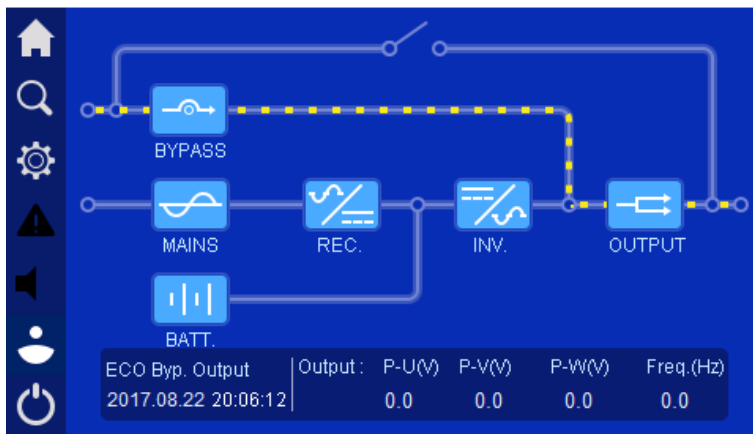 BYPASS
MAINS
REC.
INV.
OUTPUT
BATT.
ECO Byp. Output
Output :
P-U(V)
P-V(V)
P-W(V)
Freq.(Hz)
2017.08.22 20:06:12
0.0
0.0
0.0
0.0